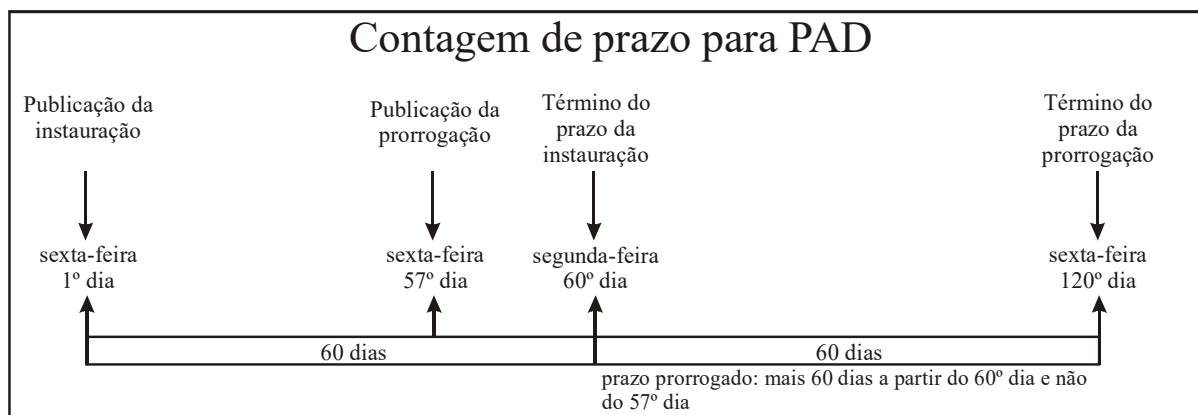 Contagem de prazo para PAD
Publicação da
instauração
Publicação da
prorrogação
Término do
prazo da
instauração
Término do
prazo da
prorrogação
sexta-feira
1º dia
sexta-feira
57º dia
segunda-feira
60º dia
sexta-feira
120º dia
60 dias
60 dias
prazo prorrogado: mais 60 dias a partir do 60º dia e não
do 57º dia